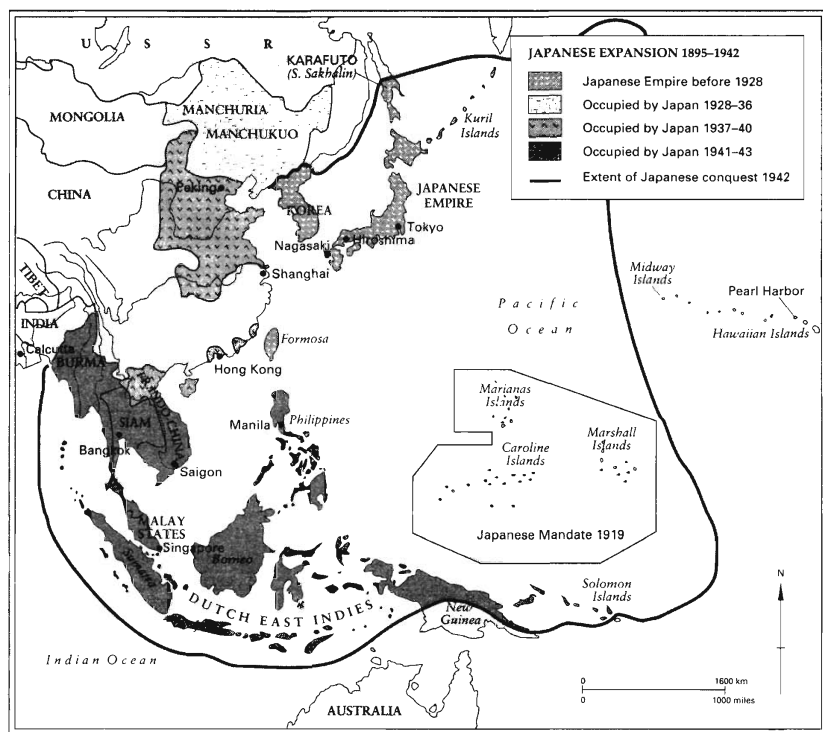 U S S R
KARAFUTO
(S. Sakhalin)
JAPANESE EXPANSION 1895–1942
Japanese Empire before 1928
Occupied by Japan 1928–36
Occupied by Japan 1937–40
Occupied by Japan 1941–43
Extent of Japanese conquest 1942
MONGOLIA
MANCHURIA
MANCHUKUO
Kuril
Islands
CHINA
Peking
KOREA
JAPANESE
EMPIRE
Tokyo
Nagasaki
Hiroshima
Shanghai
TIBET
INDIA
Calcutta
BURMA
Formosa
Hong Kong
Pacific
Ocean
Midway
Islands
Pearl Harbor
Hawaiian Islands
FR. INDO-CHINA
SIAM
Bangkok
Saigon
Manila
Philippines
Marianas
Islands
Caroline
Islands
Marshall
Islands
Japanese Mandate 1919
MALAY
STATES
Singapore
Sumatra
Borneo
DUTCH EAST INDIES
New
Guinea
Solomon
Islands
Indian Ocean
AUSTRALIA
N
0 1600 km
0 1000 miles